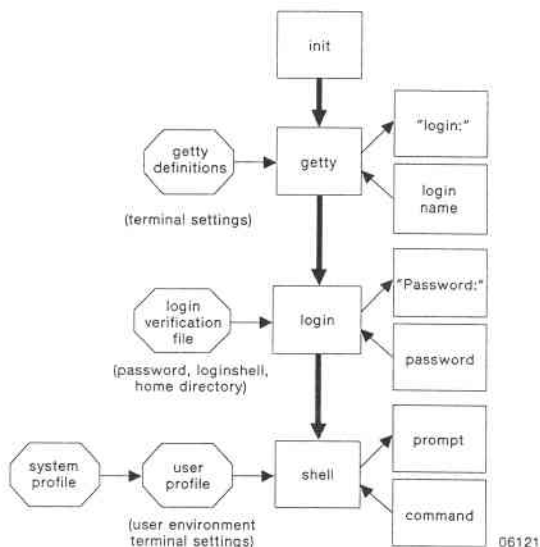 init
"login:"
getty
definitions
getty
login
name
(terminal settings)
"Password:"
login
verification
file
login
password
(password, loginshell,
home directory)
prompt
system
profile
user
profile
shell
command
(user environment
terminal settings)
06121